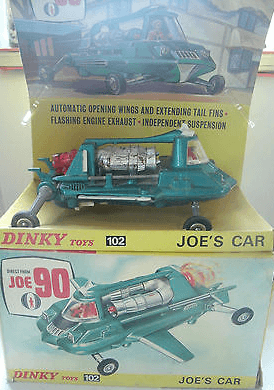 AUTOMATIC OPENING WINGS AND EXTENDING TAIL FINS •
FLASHING ENGINE EXHAUST • INDEPENDENT SUSPENSION
DINKY TOYS 102 JOE'S CAR
DIRECT FROM
JOE 90
DINKY TOYS 102 JOE'S CAR